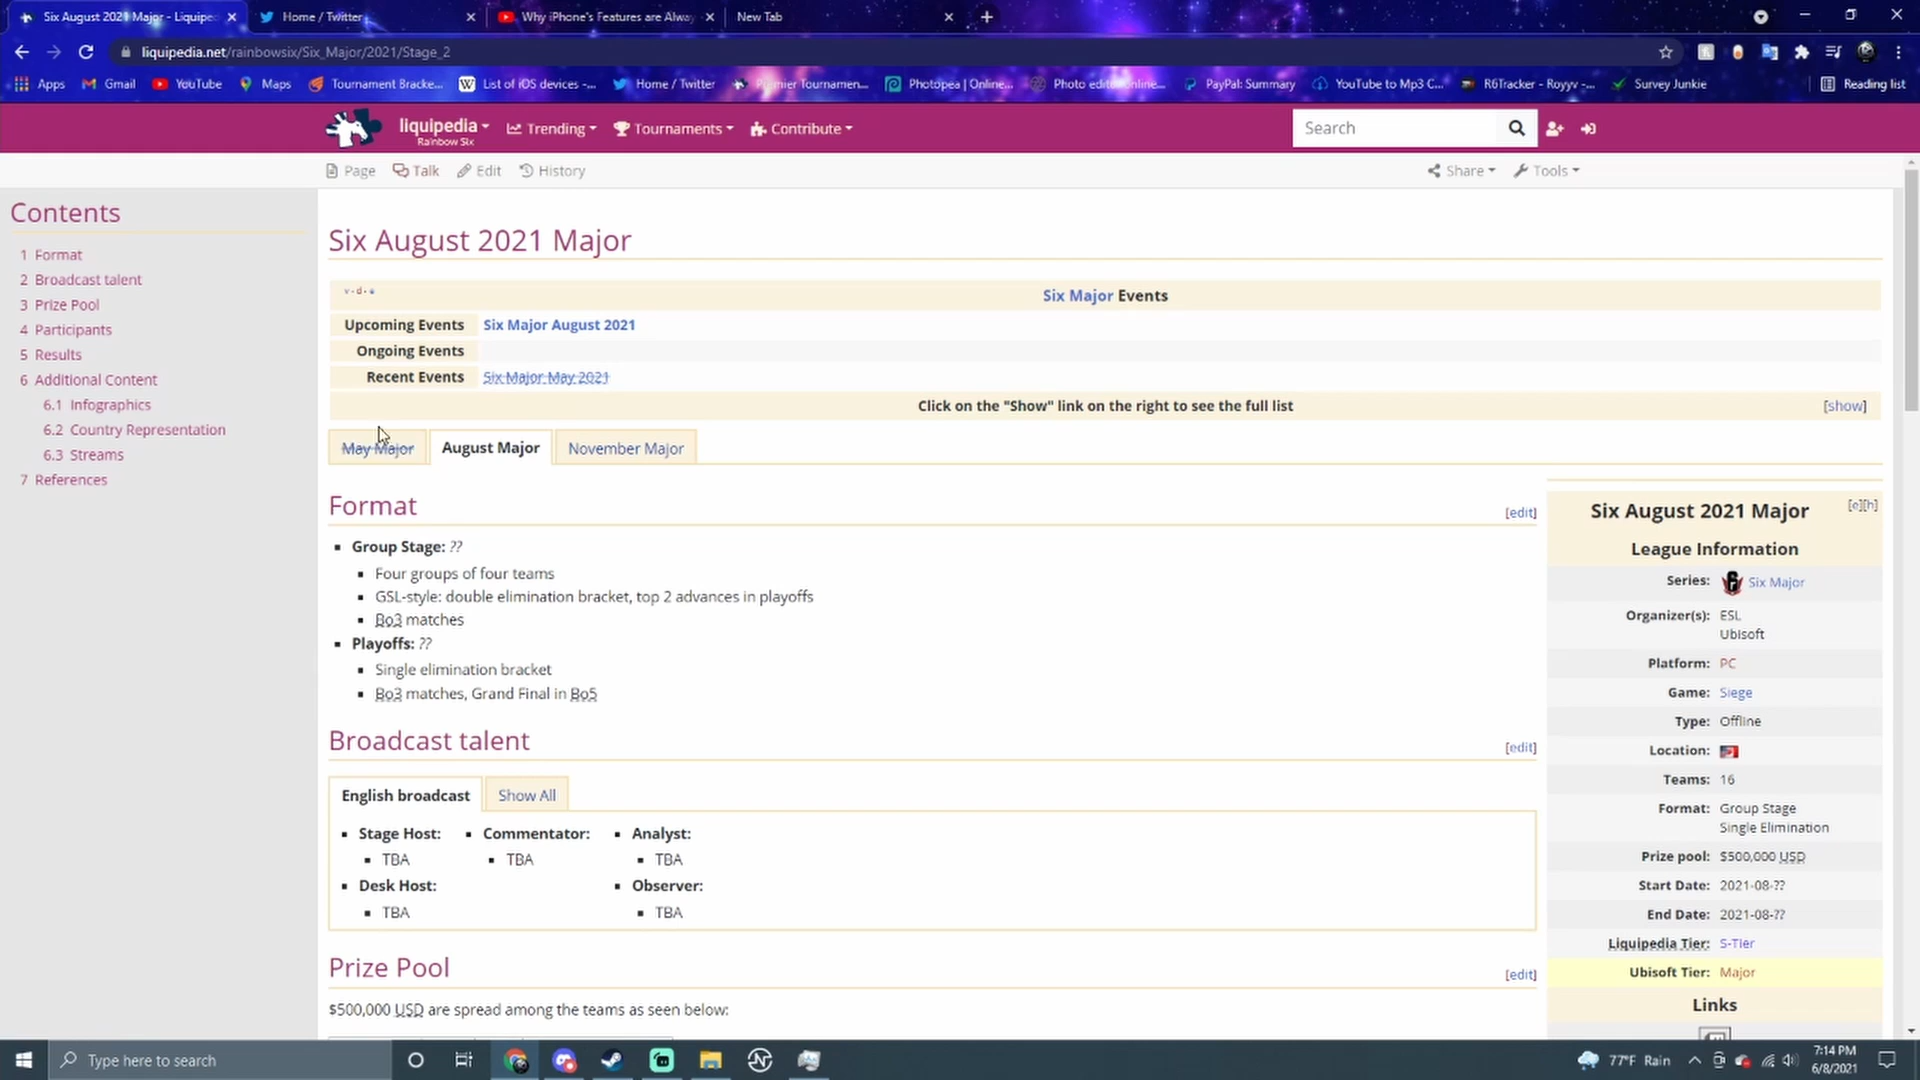 Six August 2021 Major - Liquiped
Home / Twitter
Why iPhone's Features are Alway
New Tab
liquipedia.net/rainbowsix/Six_Major/2021/Stage_2
Apps
Gmail
YouTube
Maps
Tournament Bracke...
List of iOS devices -...
Home / Twitter
Premier Tournamen...
Photopea | Online...
Photo editor online...
PayPal: Summary
YouTube to Mp3 C...
R6Tracker - Royyv -...
Survey Junkie
Reading list
liquipedia
Rainbow Six
Trending
Tournaments
Contribute
Search
Page
Talk
Edit
History
Share
Tools
Contents
1 Format
2 Broadcast talent
3 Prize Pool
4 Participants
5 Results
6 Additional Content
6.1 Infographics
6.2 Country Representation
6.3 Streams
7 References
Six August 2021 Major
v·d·e
Six Major Events
Upcoming Events Six Major August 2021
Ongoing Events
Recent Events Six Major May 2021
Click on the "Show" link on the right to see the full list
[show]
May Major
August Major
November Major
Format
[edit]
Group Stage: ??
Four groups of four teams
GSL-style: double elimination bracket, top 2 advances in playoffs
Bo3 matches
Playoffs: ??
Single elimination bracket
Bo3 matches, Grand Final in Bo5
Broadcast talent
[edit]
English broadcast
Show All
Stage Host:
TBA
Desk Host:
TBA
Commentator:
TBA
Analyst:
TBA
Observer:
TBA
Prize Pool
[edit]
$500,000 USD are spread among the teams as seen below:
Six August 2021 Major
[e][h]
League Information
Series: Six Major
Organizer(s): ESL
Ubisoft
Platform: PC
Game: Siege
Type: Offline
Location:
Teams: 16
Format: Group Stage
Single Elimination
Prize pool: $500,000 USD
Start Date: 2021-08-??
End Date: 2021-08-??
Liquipedia Tier: S-Tier
Ubisoft Tier: Major
Links
Type here to search
77°F Rain
7:14 PM
6/8/2021